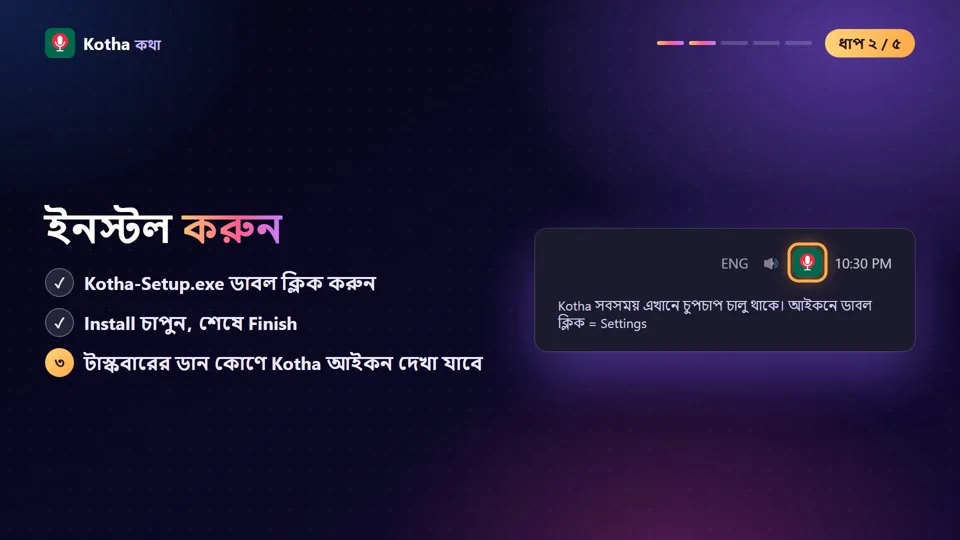 Kotha কথা
ধাপ ২ / ৫
ইনস্টল করুন
✓ Kotha-Setup.exe ডাবল ক্লিক করুন
✓ Install চাপুন, শেষে Finish
৩ টাস্কবারের ডান কোণে Kotha আইকন দেখা যাবে
ENG 10:30 PM
Kotha সবসময় এখানে চুপচাপ চালু থাকে। আইকনে ডাবল
ক্লিক = Settings